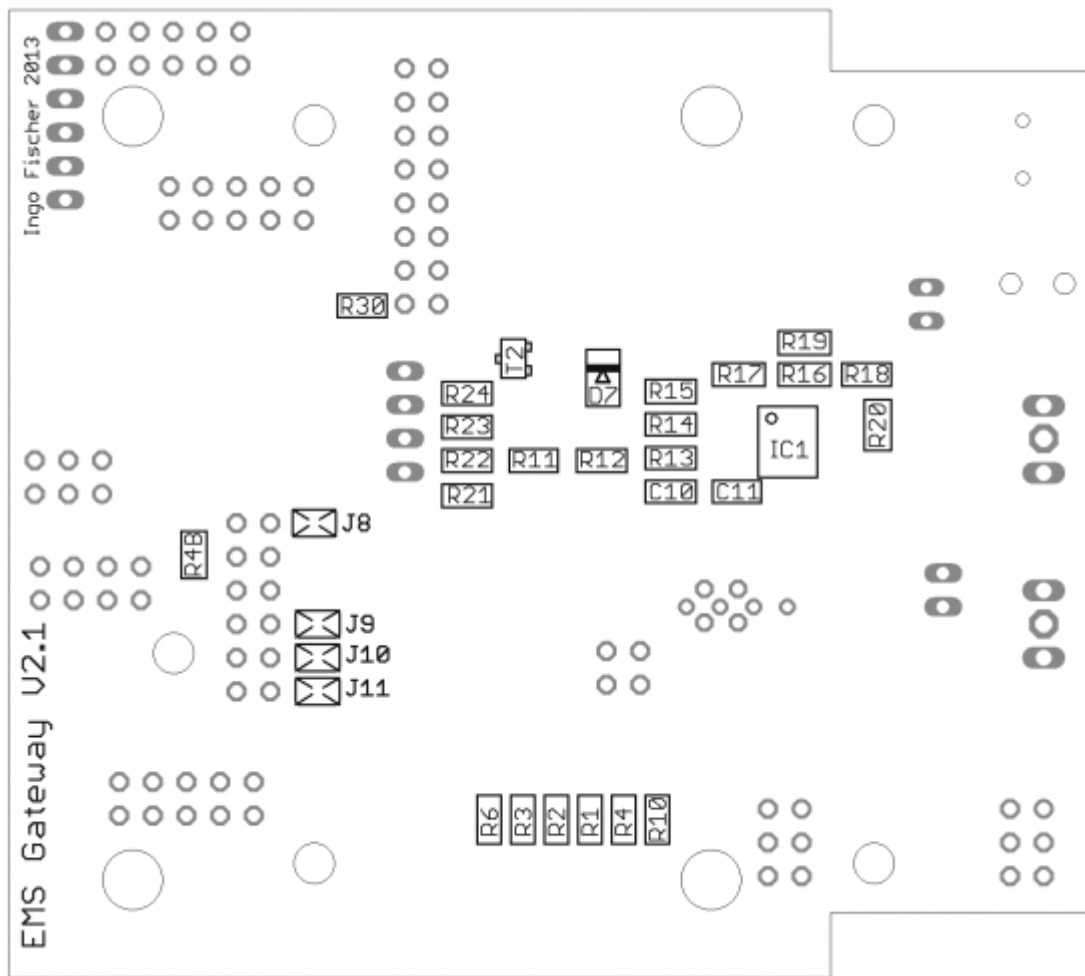 Ingo Fischer 2013
R30
T2
D7
R19
R17
R16
R18
R24
R15
R23
R14
R20
IC1
R22
R11
R12
R13
R21
C10
C11
J8
R4B
J9
J10
J11
EMS Gateway V2.1
R6
R3
R2
R1
R4
R10